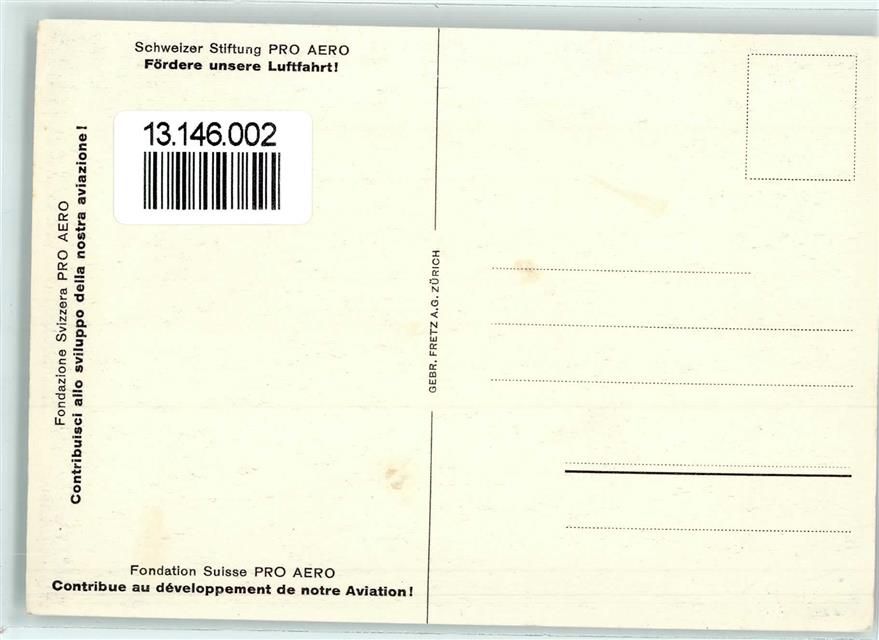 Schweizer Stiftung PRO AERO
Fördere unsere Luftfahrt!
13.146.002
Fondazione Svizzera PRO AERO
Contribuisci allo sviluppo della nostra aviazione!
GEBR. FRETZ A.G. ZÜRICH
Fondation Suisse PRO AERO
Contribue au développement de notre Aviation!